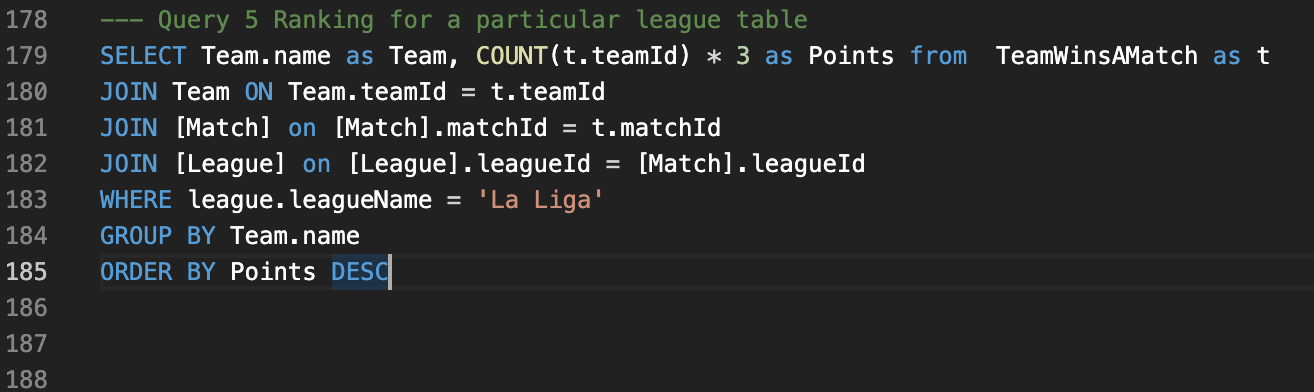 178 --- Query 5 Ranking for a particular league table
179 SELECT Team.name as Team, COUNT(t.teamId) * 3 as Points from  TeamWinsAMatch as t
180 JOIN Team ON Team.teamId = t.teamId
181 JOIN [Match] on [Match].matchId = t.matchId
182 JOIN [League] on [League].leagueId = [Match].leagueId
183 WHERE league.leagueName = 'La Liga'
184 GROUP BY Team.name
185 ORDER BY Points DESC
186
187
188